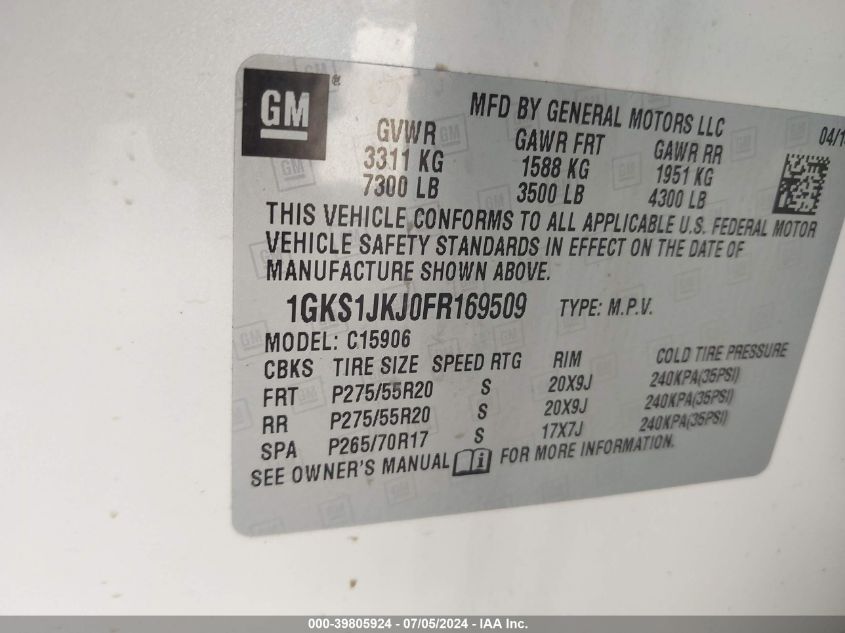 GM
MFD BY GENERAL MOTORS LLC
GVWR GAWR FRT GAWR RR
3311 KG 1588 KG 1951 KG
7300 LB 3500 LB 4300 LB
THIS VEHICLE CONFORMS TO ALL APPLICABLE U.S. FEDERAL MOTOR
VEHICLE SAFETY STANDARDS IN EFFECT ON THE DATE OF
MANUFACTURE SHOWN ABOVE.
1GKS1JKJ0FR169509 TYPE: M.P.V.
MODEL: C15906
CBKS TIRE SIZE SPEED RTG RIM COLD TIRE PRESSURE
FRT P275/55R20 S 20X9J 240KPA(35PSI)
RR P275/55R20 S 20X9J 240KPA(35PSI)
SPA P265/70R17 S 17X7J 240KPA(35PSI)
SEE OWNER'S MANUAL i FOR MORE INFORMATION.
000-39805924 - 07/05/2024 - IAA Inc.